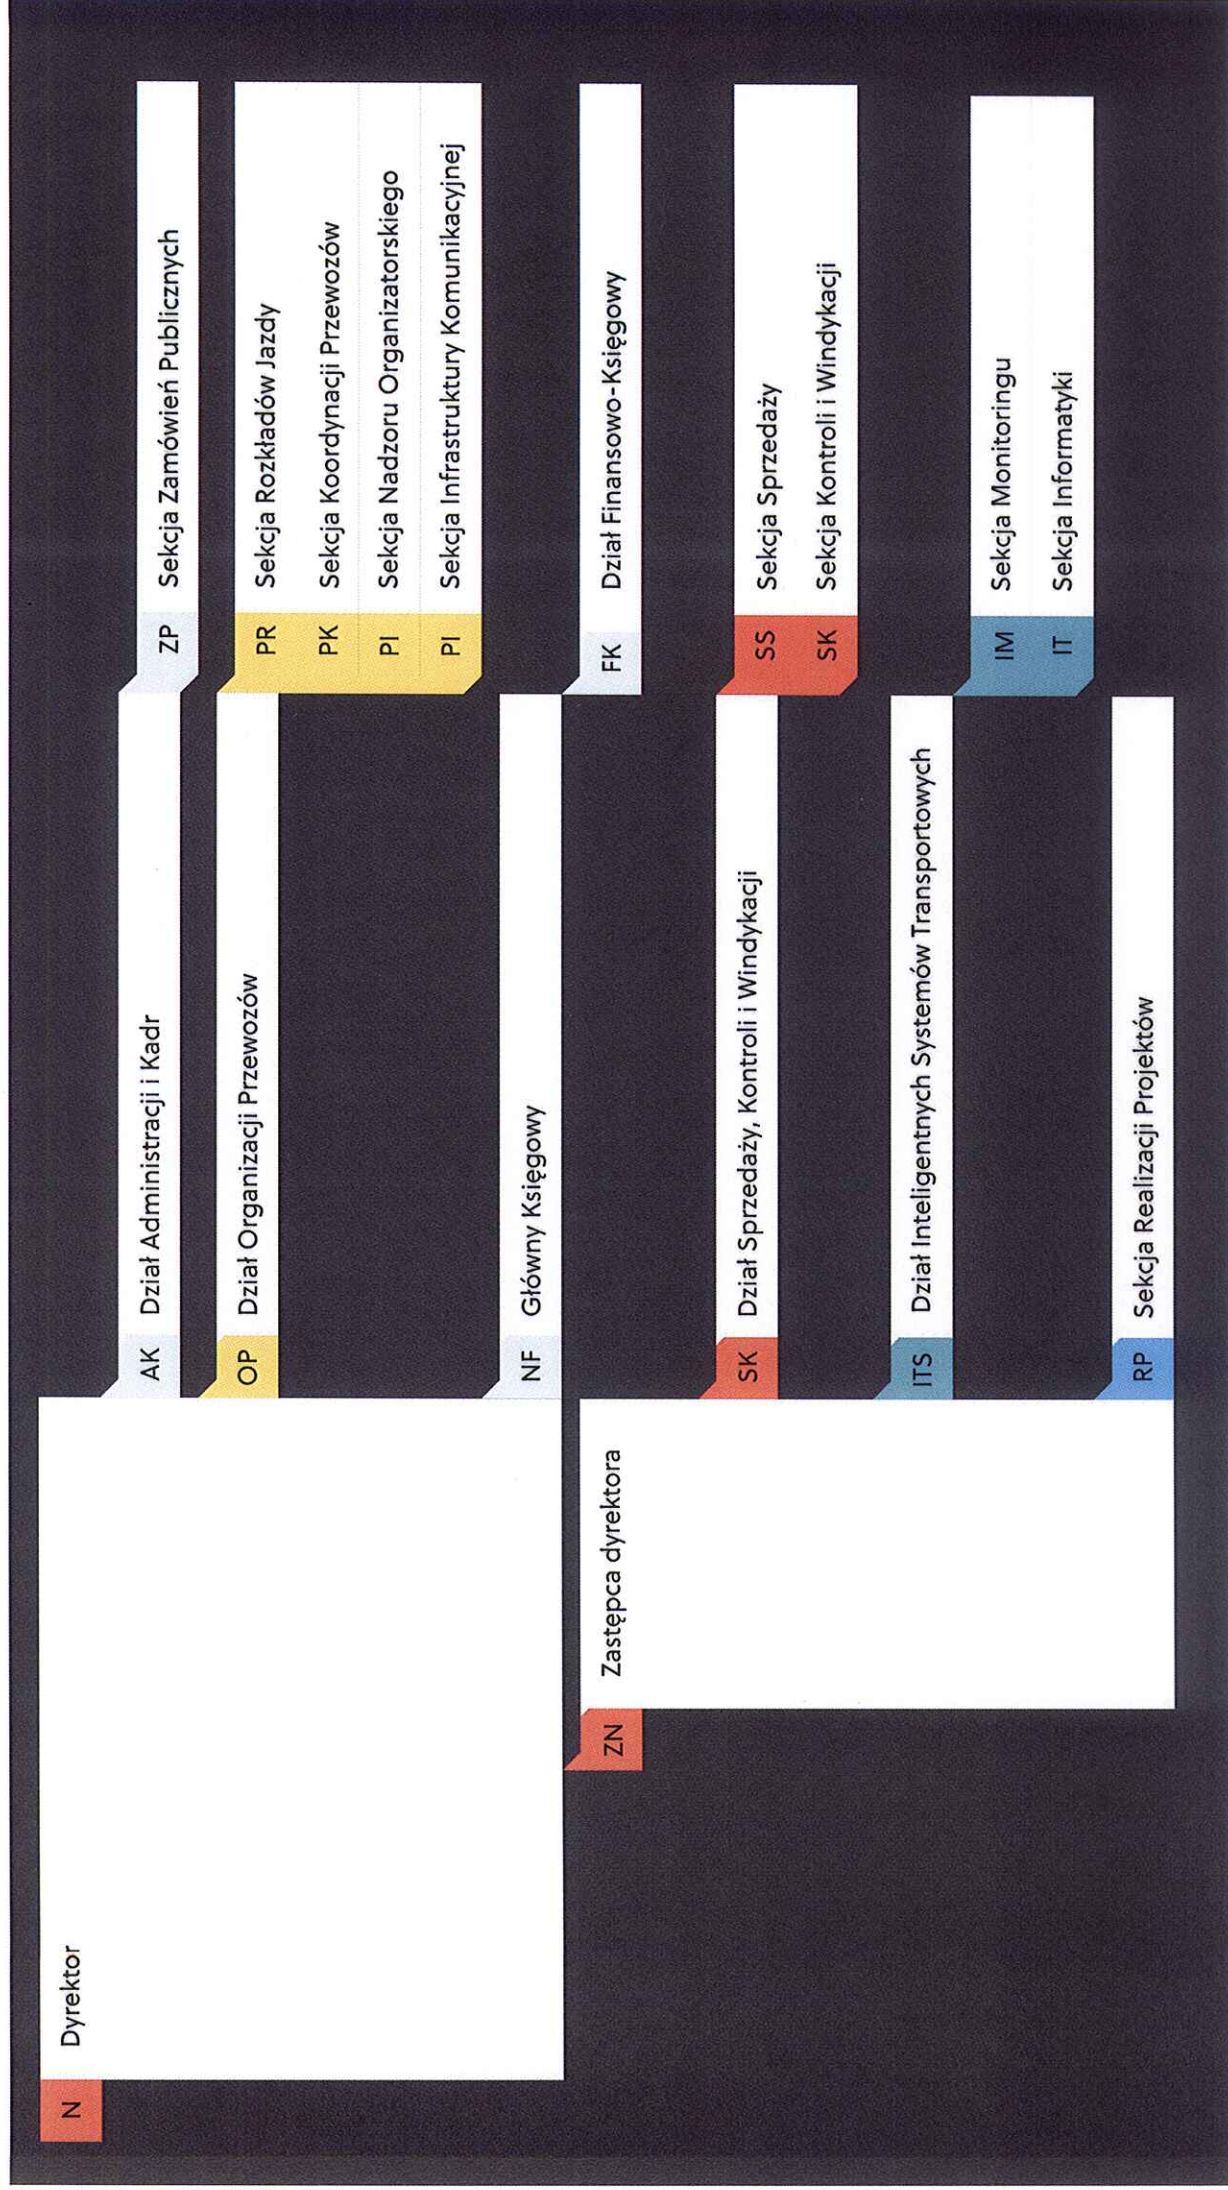 N Dyrektor
AK Dział Administracji i Kadr
ZP Sekcja Zamówień Publicznych
OP Dział Organizacji Przewozów
PR Sekcja Rozkładów Jazdy
PK Sekcja Koordynacji Przewozów
PI Sekcja Nadzoru Organizatorskiego
PI Sekcja Infrastruktury Komunikacyjnej
NF Główny Księgowy
FK Dział Finansowo-Księgowy
ZN Zastępca dyrektora
SK Dział Sprzedaży, Kontroli i Windykacji
SS Sekcja Sprzedaży
SK Sekcja Kontroli i Windykacji
ITS Dział Inteligentnych Systemów Transportowych
IM Sekcja Monitoringu
IT Sekcja Informatyki
RP Sekcja Realizacji Projektów